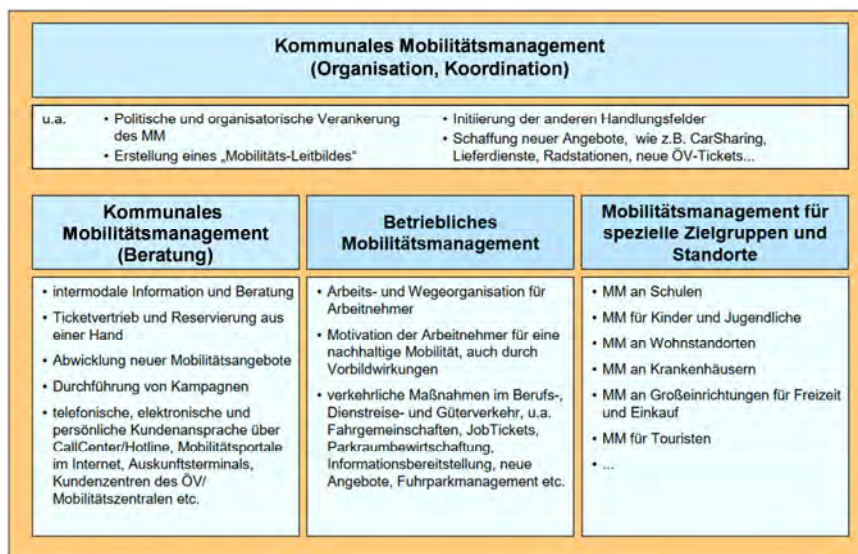 Kommunales Mobilitätsmanagement
(Organisation, Koordination)
u.a.
• Politische und organisatorische Verankerung
des MM
• Erstellung eines „Mobilitäts-Leitbildes“
• Initiierung der anderen Handlungsfelder
• Schaffung neuer Angebote, wie z.B. CarSharing,
Lieferdienste, Radstationen, neue ÖV-Tickets...
Kommunales
Mobilitätsmanagement
(Beratung)
• intermodale Information und Beratung
• Ticketvertrieb und Reservierung aus
einer Hand
• Abwicklung neuer Mobilitätsangebote
• Durchführung von Kampagnen
• telefonische, elektronische und
persönliche Kundenansprache über
CallCenter/Hotline, Mobilitätsportale
im Internet, Auskunftsterminals,
Kundenzentren des ÖV/
Mobilitätszentralen etc.
Betriebliches
Mobilitätsmanagement
• Arbeits- und Wegeorganisation für
Arbeitnehmer
• Motivation der Arbeitnehmer für eine
nachhaltige Mobilität, auch durch
Vorbildwirkungen
• verkehrliche Maßnahmen im Berufs-,
Dienstreise- und Güterverkehr, u.a.
Fahrgemeinschaften, JobTickets,
Parkraumbewirtschaftung,
Informationsbereitstellung, neue
Angebote, Fuhrparkmanagement etc.
Mobilitätsmanagement für
spezielle Zielgruppen und
Standorte
• MM an Schulen
• MM für Kinder und Jugendliche
• MM an Wohnstandorten
• MM an Krankenhäusern
• MM an Großeinrichtungen für Freizeit
und Einkauf
• MM für Touristen
• ...